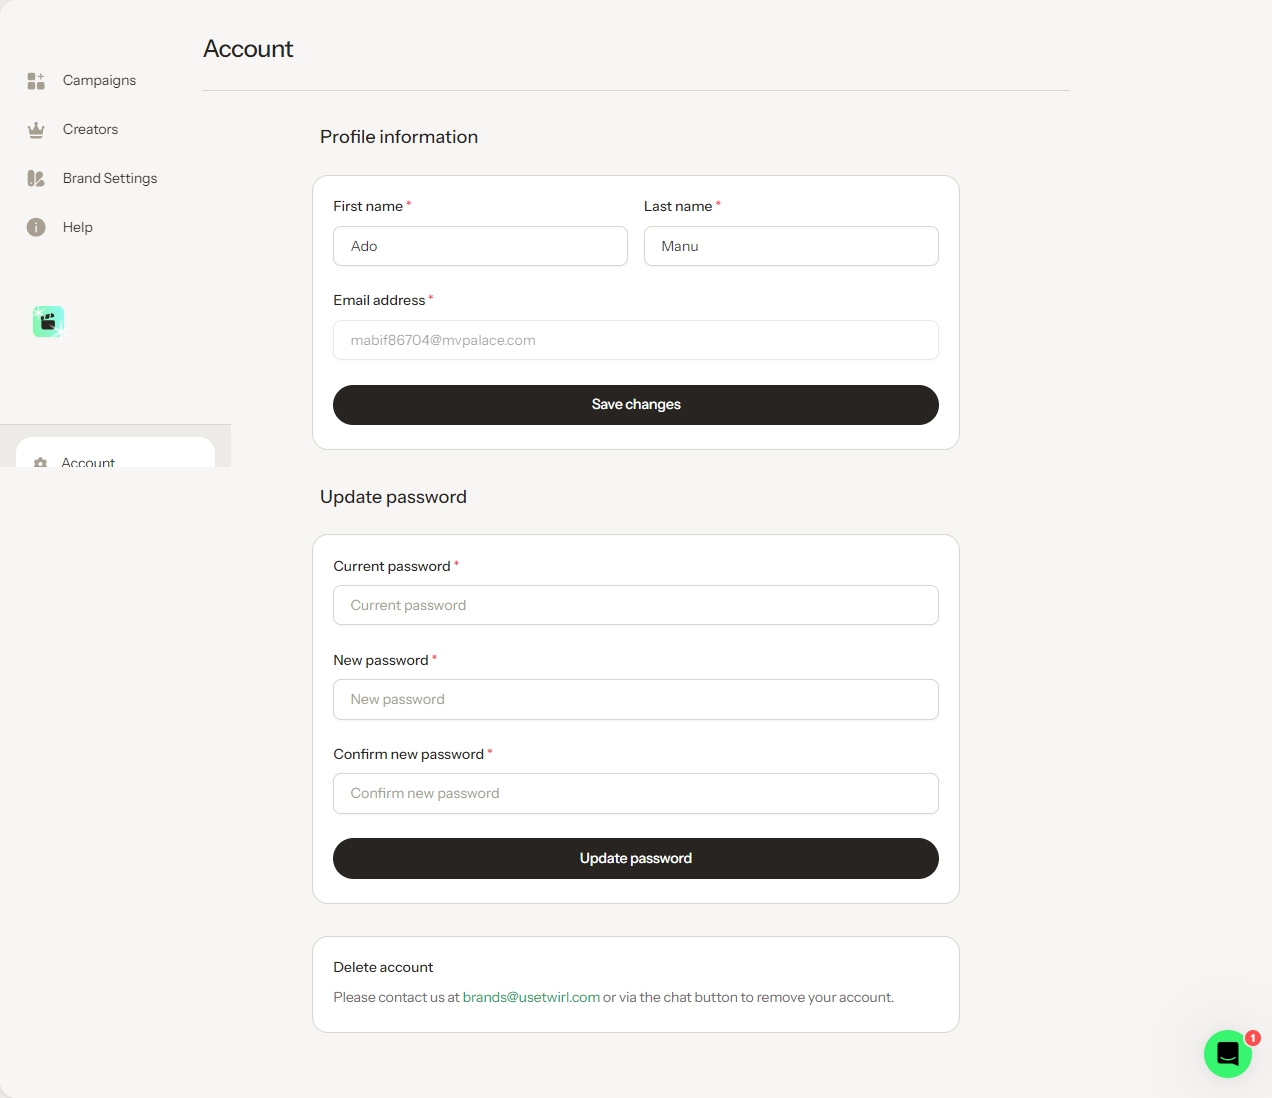 Account
Campaigns
Creators
Brand Settings
Help
Account
Profile information
First name *
Last name *
Ado
Manu
Email address *
mabif86704@mvpalace.com
Save changes
Update password
Current password *
Current password
New password *
New password
Confirm new password *
Confirm new password
Update password
Delete account
Please contact us at brands@usetwirl.com or via the chat button to remove your account.
1